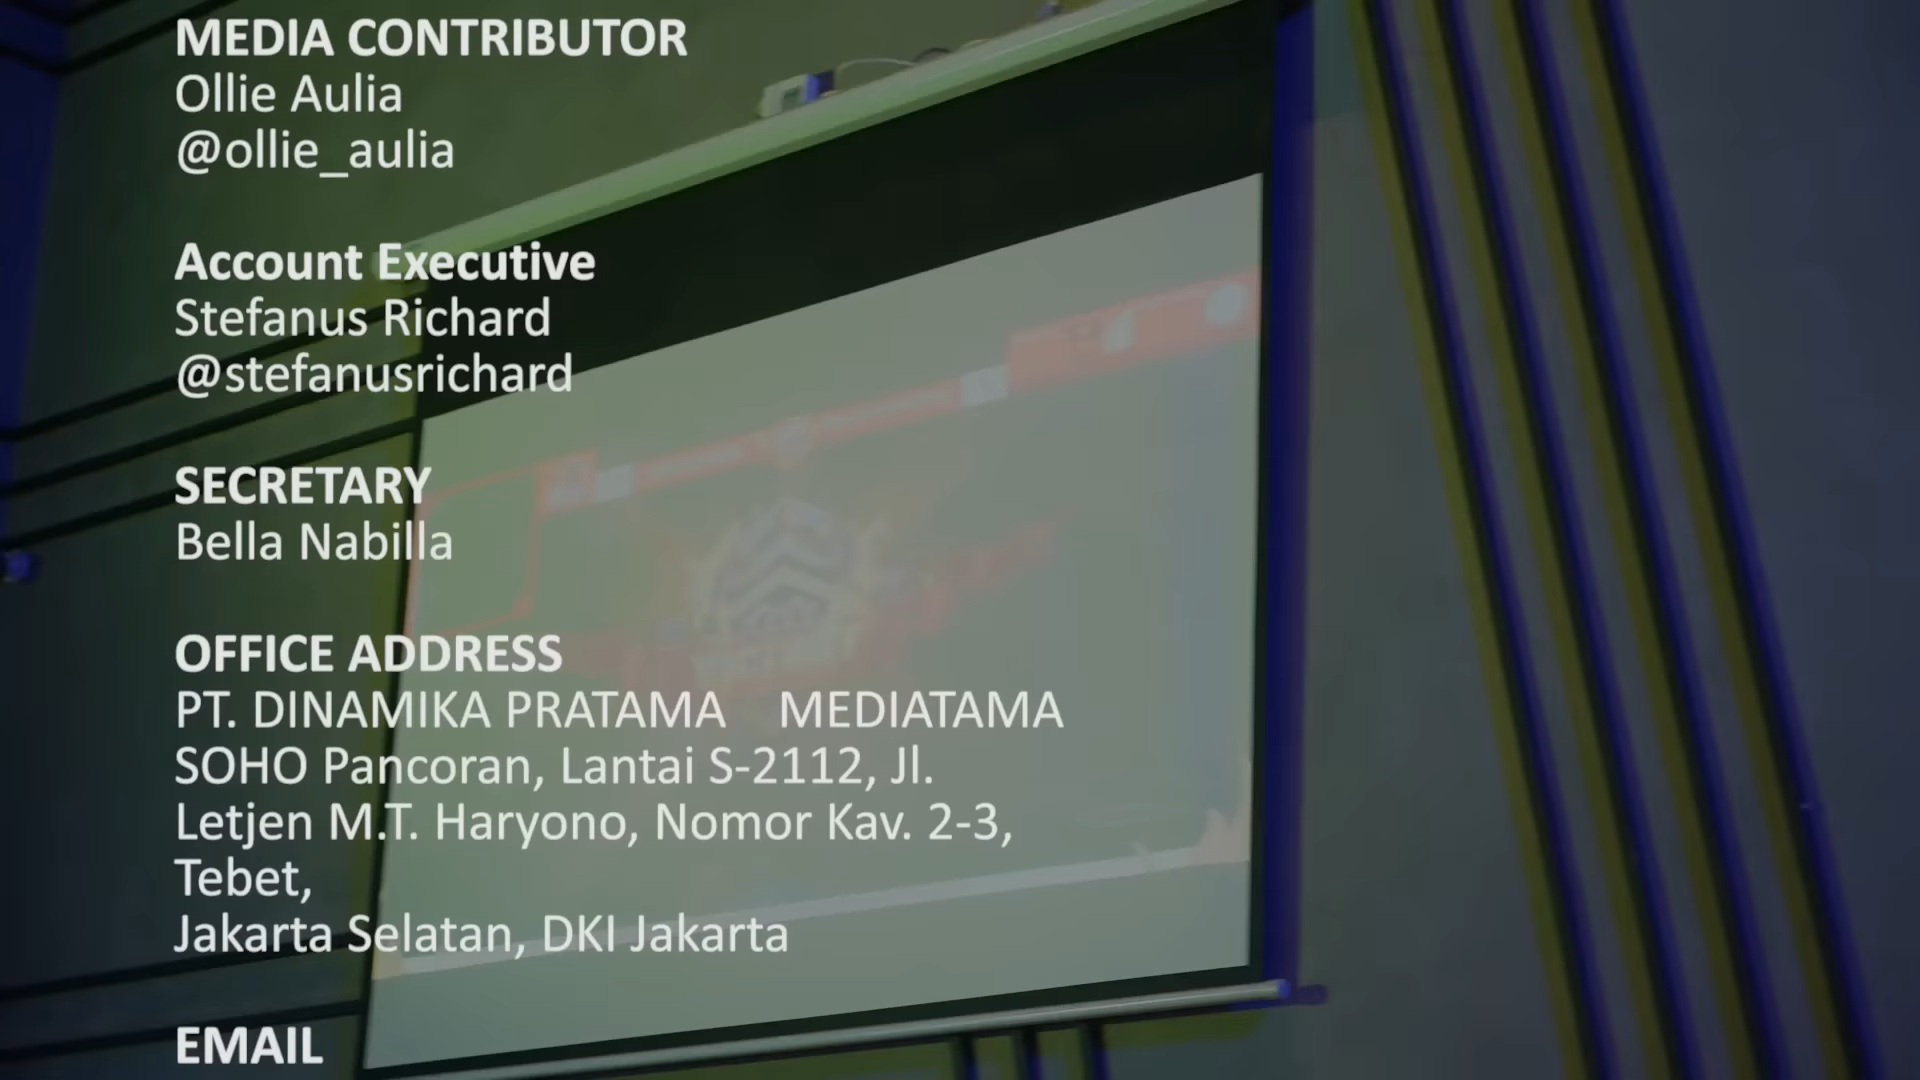 MEDIA CONTRIBUTOR
Ollie Aulia
@ollie_aulia
Account Executive
Stefanus Richard
@stefanusrichard
SECRETARY
Bella Nabilla
OFFICE ADDRESS
PT. DINAMIKA PRATAMA MEDIATAMA
SOHO Pancoran, Lantai S-2112, Jl.
Letjen M.T. Haryono, Nomor Kav. 2-3,
Tebet,
Jakarta Selatan, DKI Jakarta
EMAIL